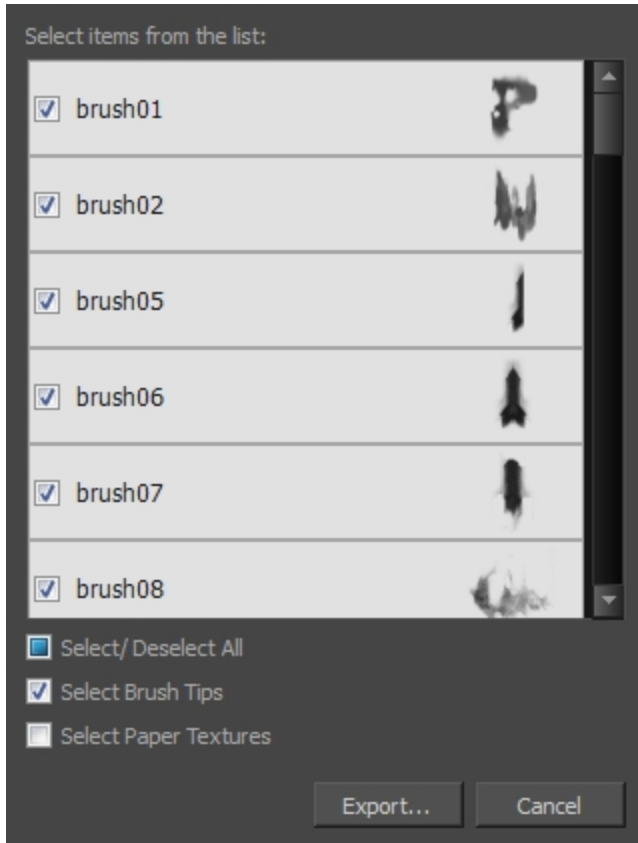 Select items from the list:
brush01
brush02
brush05
brush06
brush07
brush08
Select/ Deselect All
Select Brush Tips
Select Paper Textures
Export... Cancel